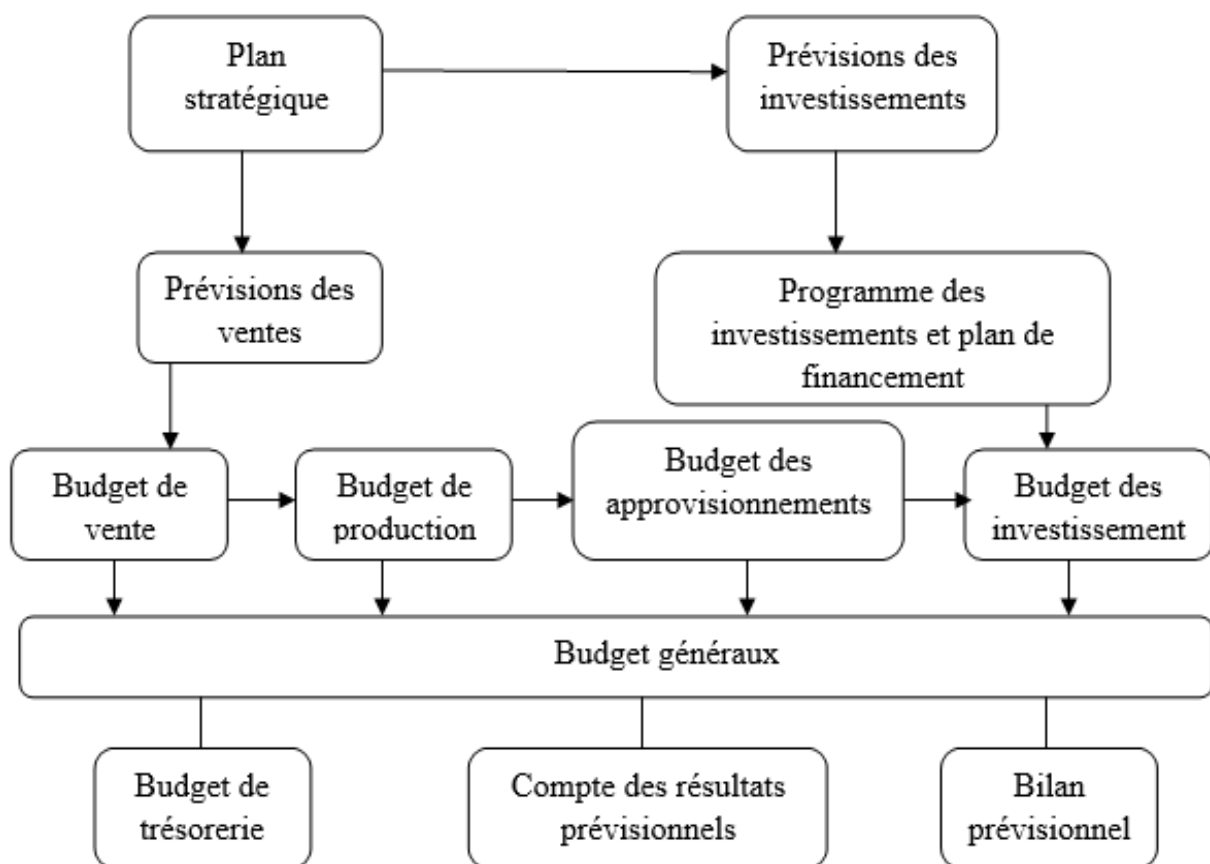 Plan
stratégique
Prévisions des
investissements
Prévisions des
ventes
Programme des
investissements et plan de
financement
Budget de
vente
Budget de
production
Budget des
approvisionnements
Budget des
investissement
Budget généraux
Budget de
trésorerie
Compte des résultats
prévisionnels
Bilan
prévisionnel